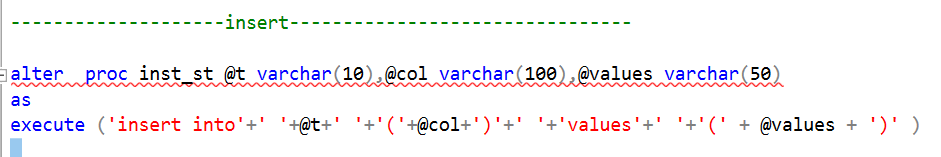 --------------------insert--------------------------------
alter  proc inst_st @t varchar(10),@col varchar(100),@values varchar(50)
as
execute ('insert into'+' '+@t+' '+'('+@col+')'+' '+'values'+' '+'(' + @values + ')' )